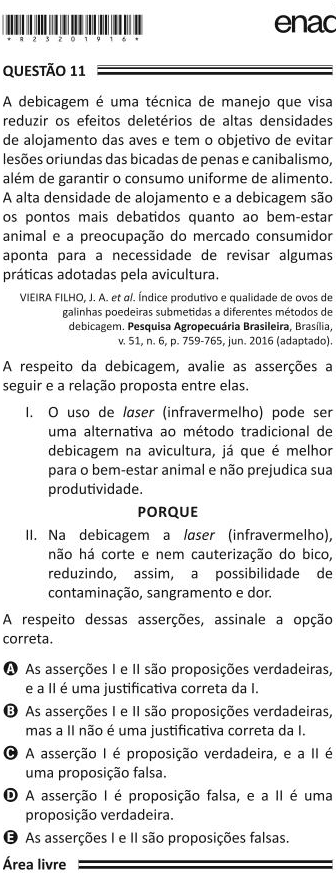 *R2320191 6*
enad
QUESTÃO 11
A debicagem é uma técnica de manejo que visa
reduzir os efeitos deletérios de altas densidades
de alojamento das aves e tem o objetivo de evitar
lesões oriundas das bicadas de penas e canibalismo,
além de garantir o consumo uniforme de alimento.
A alta densidade de alojamento e a debicagem são
os pontos mais debatidos quanto ao bem-estar
animal e a preocupação do mercado consumidor
aponta para a necessidade de revisar algumas
práticas adotadas pela avicultura.
VIEIRA FILHO, J. A. et al. Índice produtivo e qualidade de ovos de
galinhas poedeiras submetidas a diferentes métodos de
debicagem. Pesquisa Agropecuária Brasileira, Brasília,
v. 51, n. 6, p. 759-765, jun. 2016 (adaptado).
A respeito da debicagem, avalie as asserções a
seguir e a relação proposta entre elas.
I. O uso de laser (infravermelho) pode ser
uma alternativa ao método tradicional de
debicagem na avicultura, já que é melhor
para o bem-estar animal e não prejudica sua
produtividade.
PORQUE
II. Na debicagem a laser (infravermelho),
não há corte e nem cauterização do bico,
reduzindo, assim, a possibilidade de
contaminação, sangramento e dor.
A respeito dessas asserções, assinale a opção
correta.
A As asserções I e II são proposições verdadeiras,
e a II é uma justificativa correta da I.
B As asserções I e II são proposições verdadeiras,
mas a II não é uma justificativa correta da I.
C A asserção I é proposição verdadeira, e a II é
uma proposição falsa.
D A asserção I é proposição falsa, e a II é uma
proposição verdadeira.
E As asserções I e II são proposições falsas.
Área livre